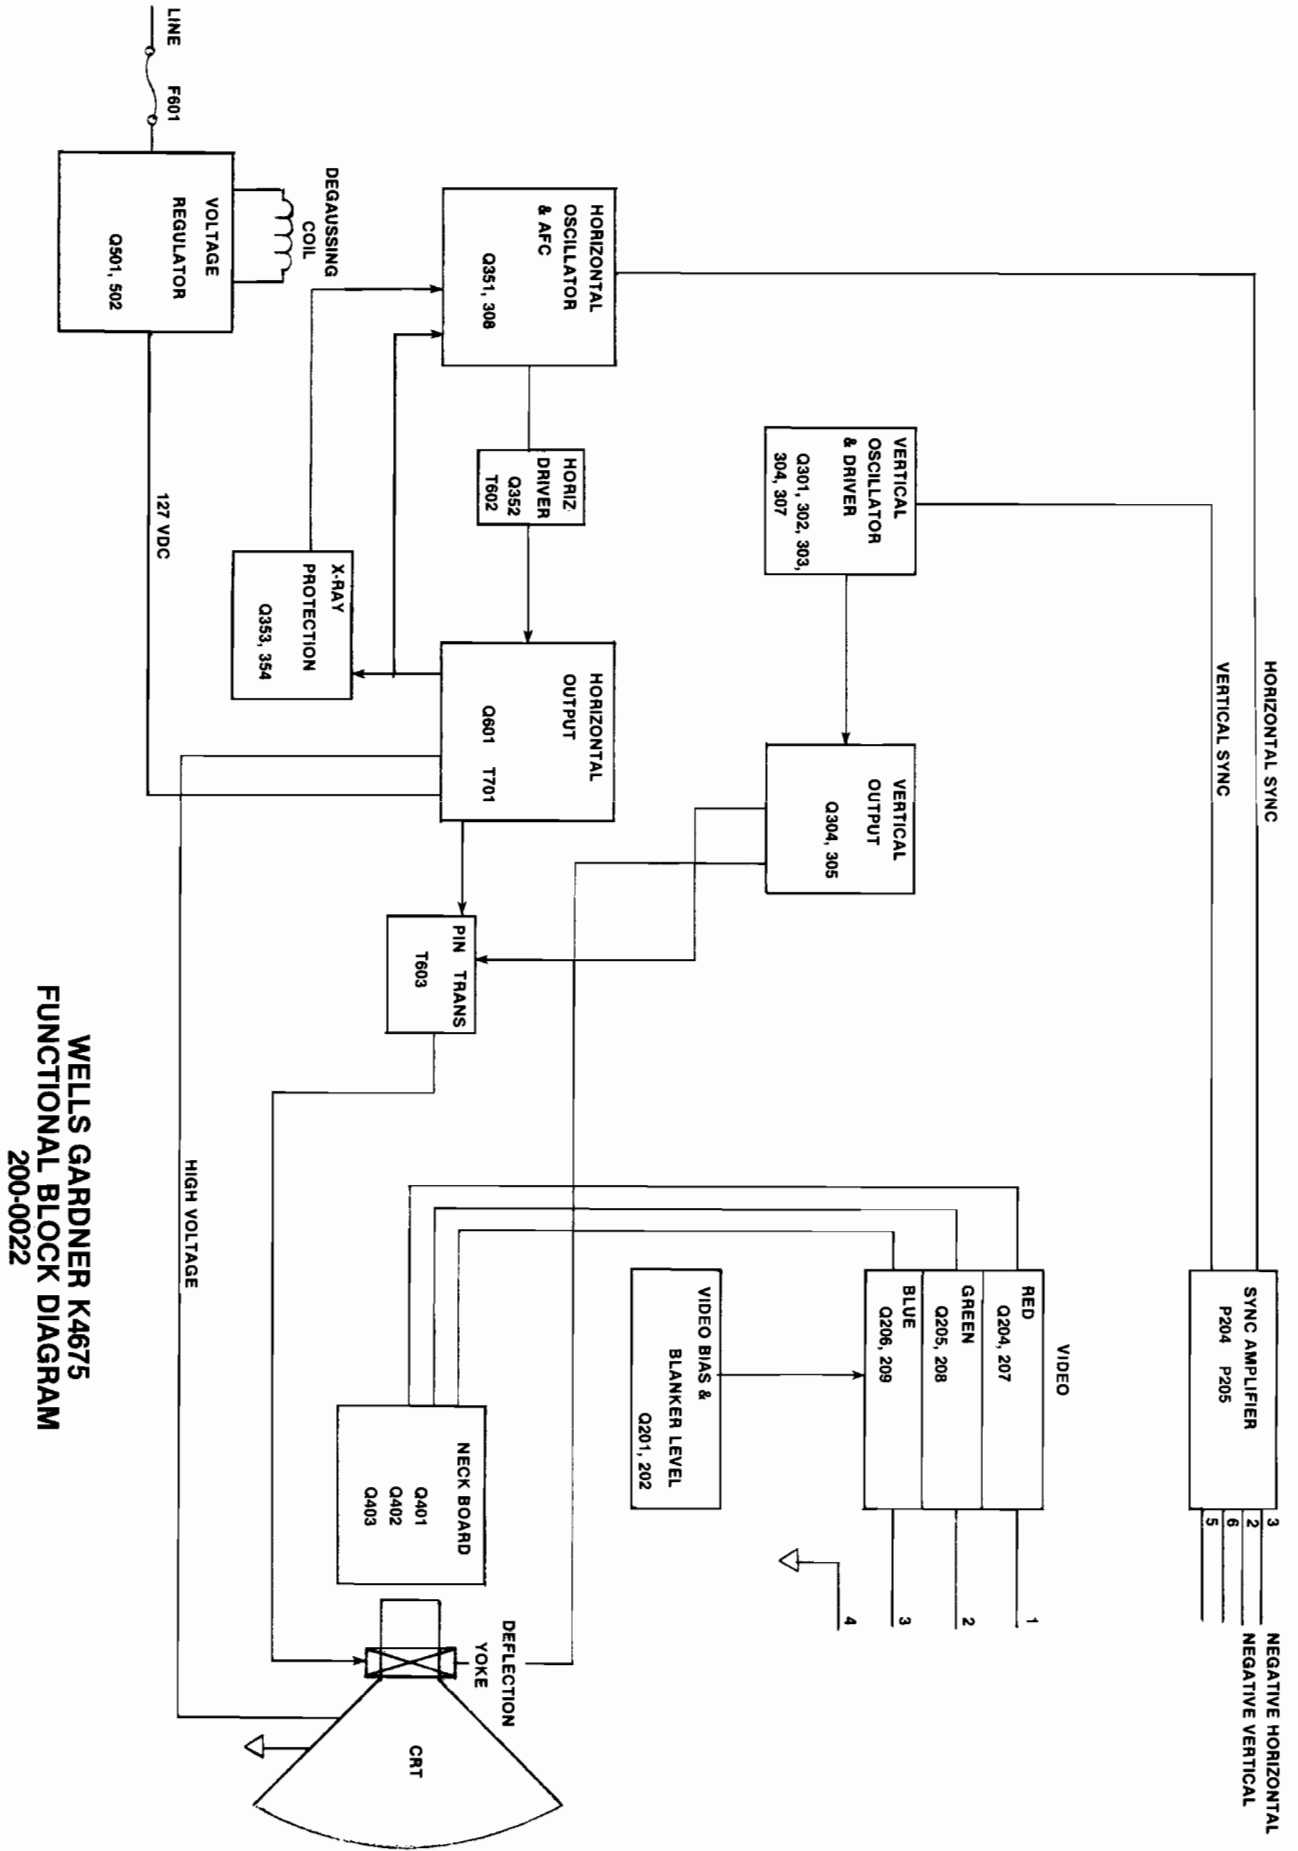 NEGATIVE HORIZONTAL
NEGATIVE VERTICAL
3
2
6
5
SYNC AMPLIFIER
P204 P205
HORIZONTAL SYNC
VERTICAL SYNC
VIDEO
RED
Q204, 207
GREEN
Q205, 208
BLUE
Q206, 209
1
2
3
4
VIDEO BIAS &
BLANKER LEVEL
Q201, 202
VERTICAL
OSCILLATOR
& DRIVER
Q301, 302, 303,
304, 307
VERTICAL
OUTPUT
Q304, 305
HORIZONTAL
OSCILLATOR
& AFC
Q351, 308
HORIZ
DRIVER
Q352
T602
HORIZONTAL
OUTPUT
Q601 T701
PIN TRANS
T603
NECK BOARD
Q401
Q402
Q403
DEFLECTION
YOKE
CRT
DEGAUSSING
COIL
X-RAY
PROTECTION
Q353, 354
LINE F601
VOLTAGE
REGULATOR
Q501, 502
127 VDC
HIGH VOLTAGE
WELLS GARDNER K4675
FUNCTIONAL BLOCK DIAGRAM
200-0022